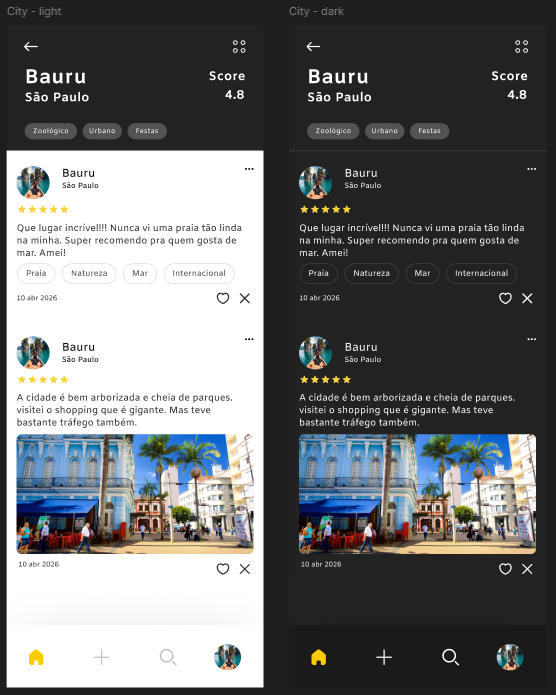 City - light
Bauru
São Paulo
Score
4.8
Zoológico
Urbano
Festas
Bauru
São Paulo
Que lugar incrível!!! Nunca vi uma praia tão linda
na minha. Super recomendo pra quem gosta de
mar. Amei!
Praia
Natureza
Mar
Internacional
10 abr 2026
Bauru
São Paulo
A cidade é bem arborizada e cheia de parques.
visitei o shopping que é gigante. Mas teve
bastante tráfego também.
10 abr 2026
City - dark
Bauru
São Paulo
Score
4.8
Zoológico
Urbano
Festas
Bauru
São Paulo
Que lugar incrível!!! Nunca vi uma praia tão linda
na minha. Super recomendo pra quem gosta de
mar. Amei!
Praia
Natureza
Mar
Internacional
10 abr 2026
Bauru
São Paulo
A cidade é bem arborizada e cheia de parques.
visitei o shopping que é gigante. Mas teve
bastante tráfego também.
10 abr 2026